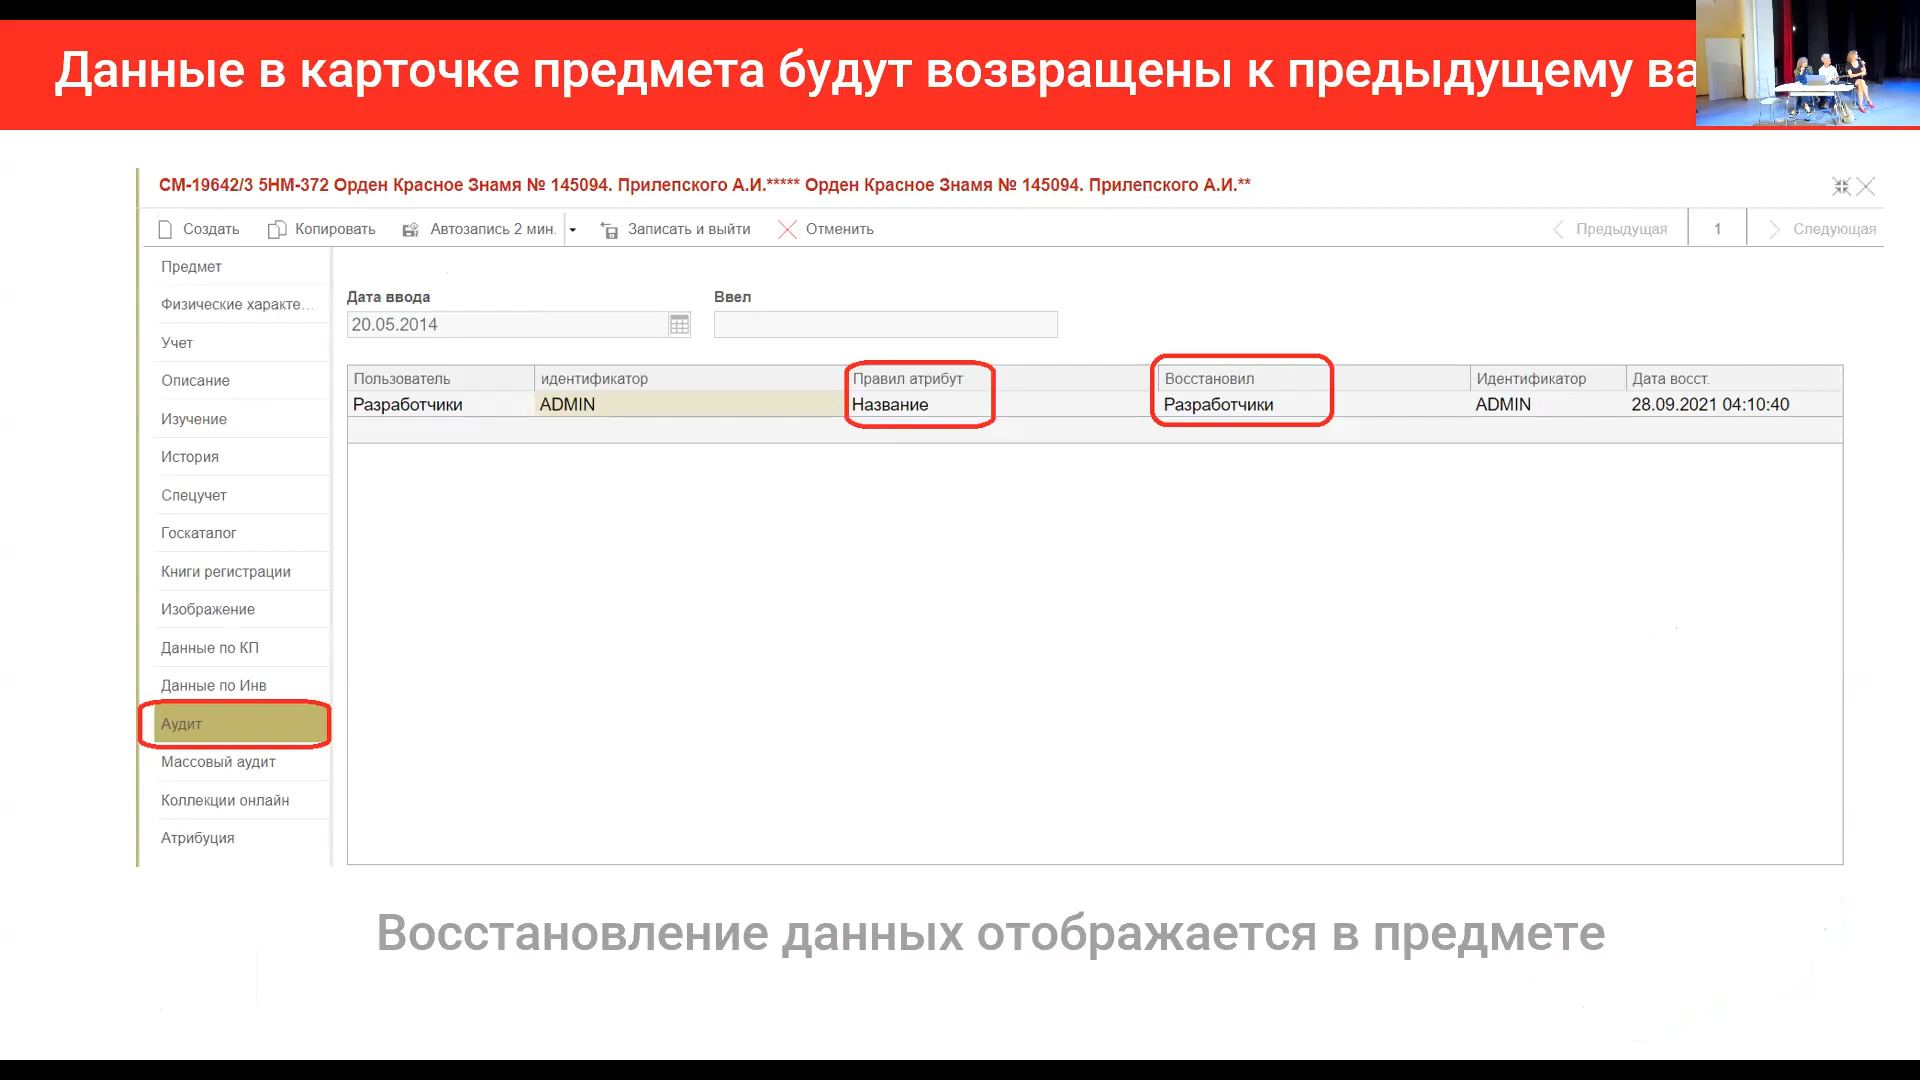 Данные в карточке предмета будут возвращены к предыдущему ва
СМ-19642/3 5НМ-372 Орден Красное Знамя № 145094. Прилепского А.И.***** Орден Красное Знамя № 145094. Прилепского А.И.**
Создать Копировать Автозапись 2 мин. Записать и выйти Отменить Предыдущая 1 Следующая
Предмет
Физические характе...
Учет
Описание
Изучение
История
Спецучет
Госкаталог
Книги регистрации
Изображение
Данные по КП
Данные по Инв
Аудит
Массовый аудит
Коллекции онлайн
Атрибуция
Дата ввода Ввел
20.05.2014
Пользователь идентификатор Правил атрибут Восстановил Идентификатор Дата восст.
Разработчики ADMIN Название Разработчики ADMIN 28.09.2021 04:10:40
Восстановление данных отображается в предмете